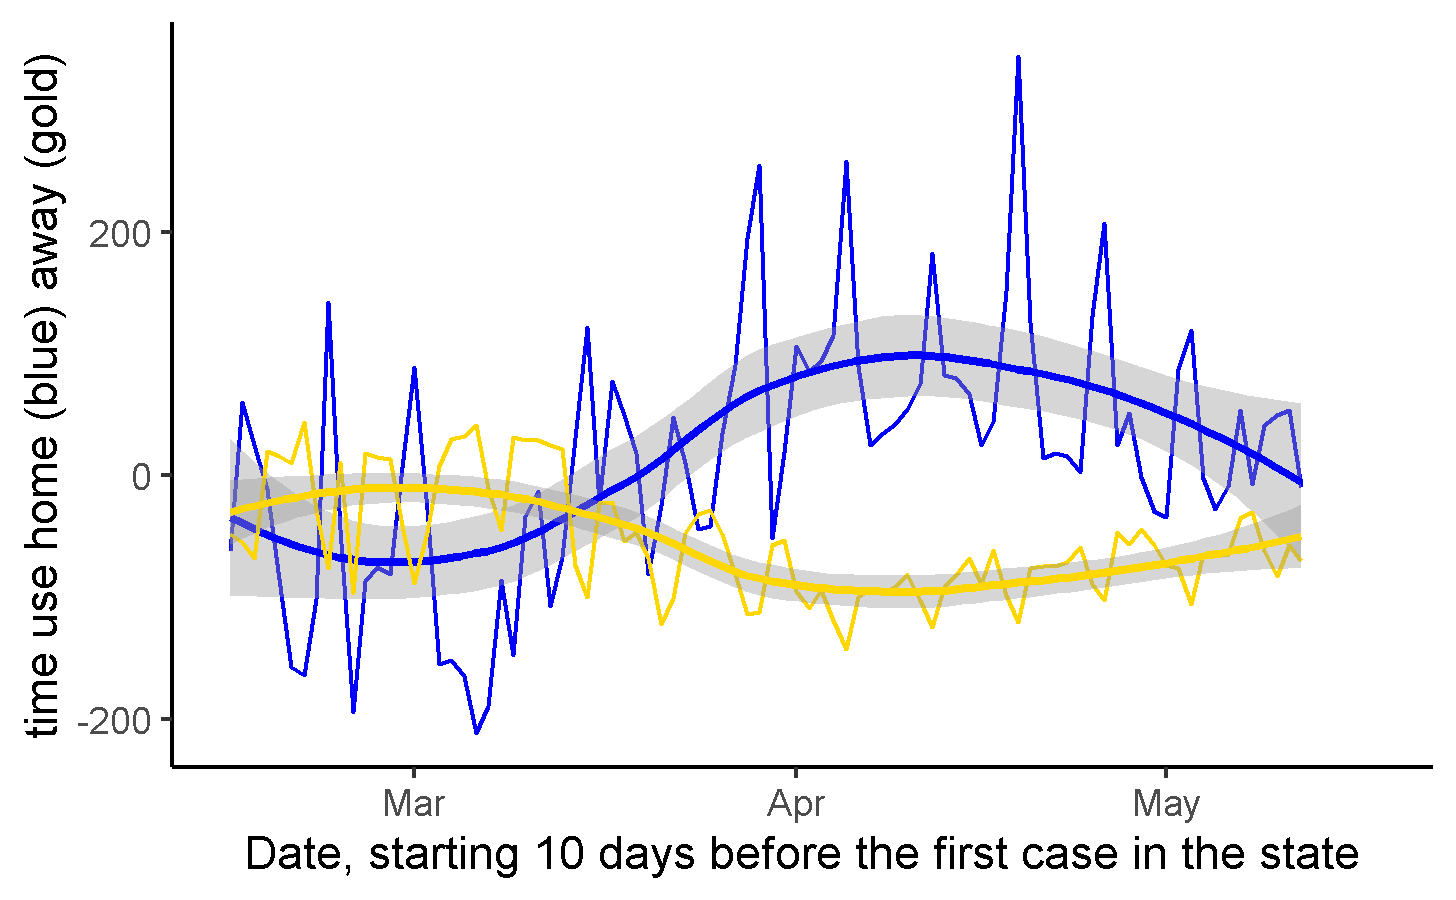 time use home (blue) away (gold)
200
0
-200
Mar Apr May
Date, starting 10 days before the first case in the state